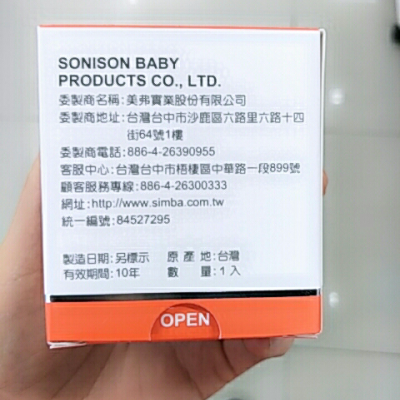 SONISON BABY
PRODUCTS CO., LTD.
委製商名稱:美弗實業股份有限公司
委製商地址:台灣台中市沙鹿區六路里六路十四
街64號1樓
委製商電話:886-4-26390955
客服中心:台灣台中市梧棲區中華路一段899號
顧客服務專線:886-4-26300333
網址:http://www.simba.com.tw
統一編號:84527295
製造日期:另標示 原產地:台灣
有效期間:10年 數量:1入
OPEN